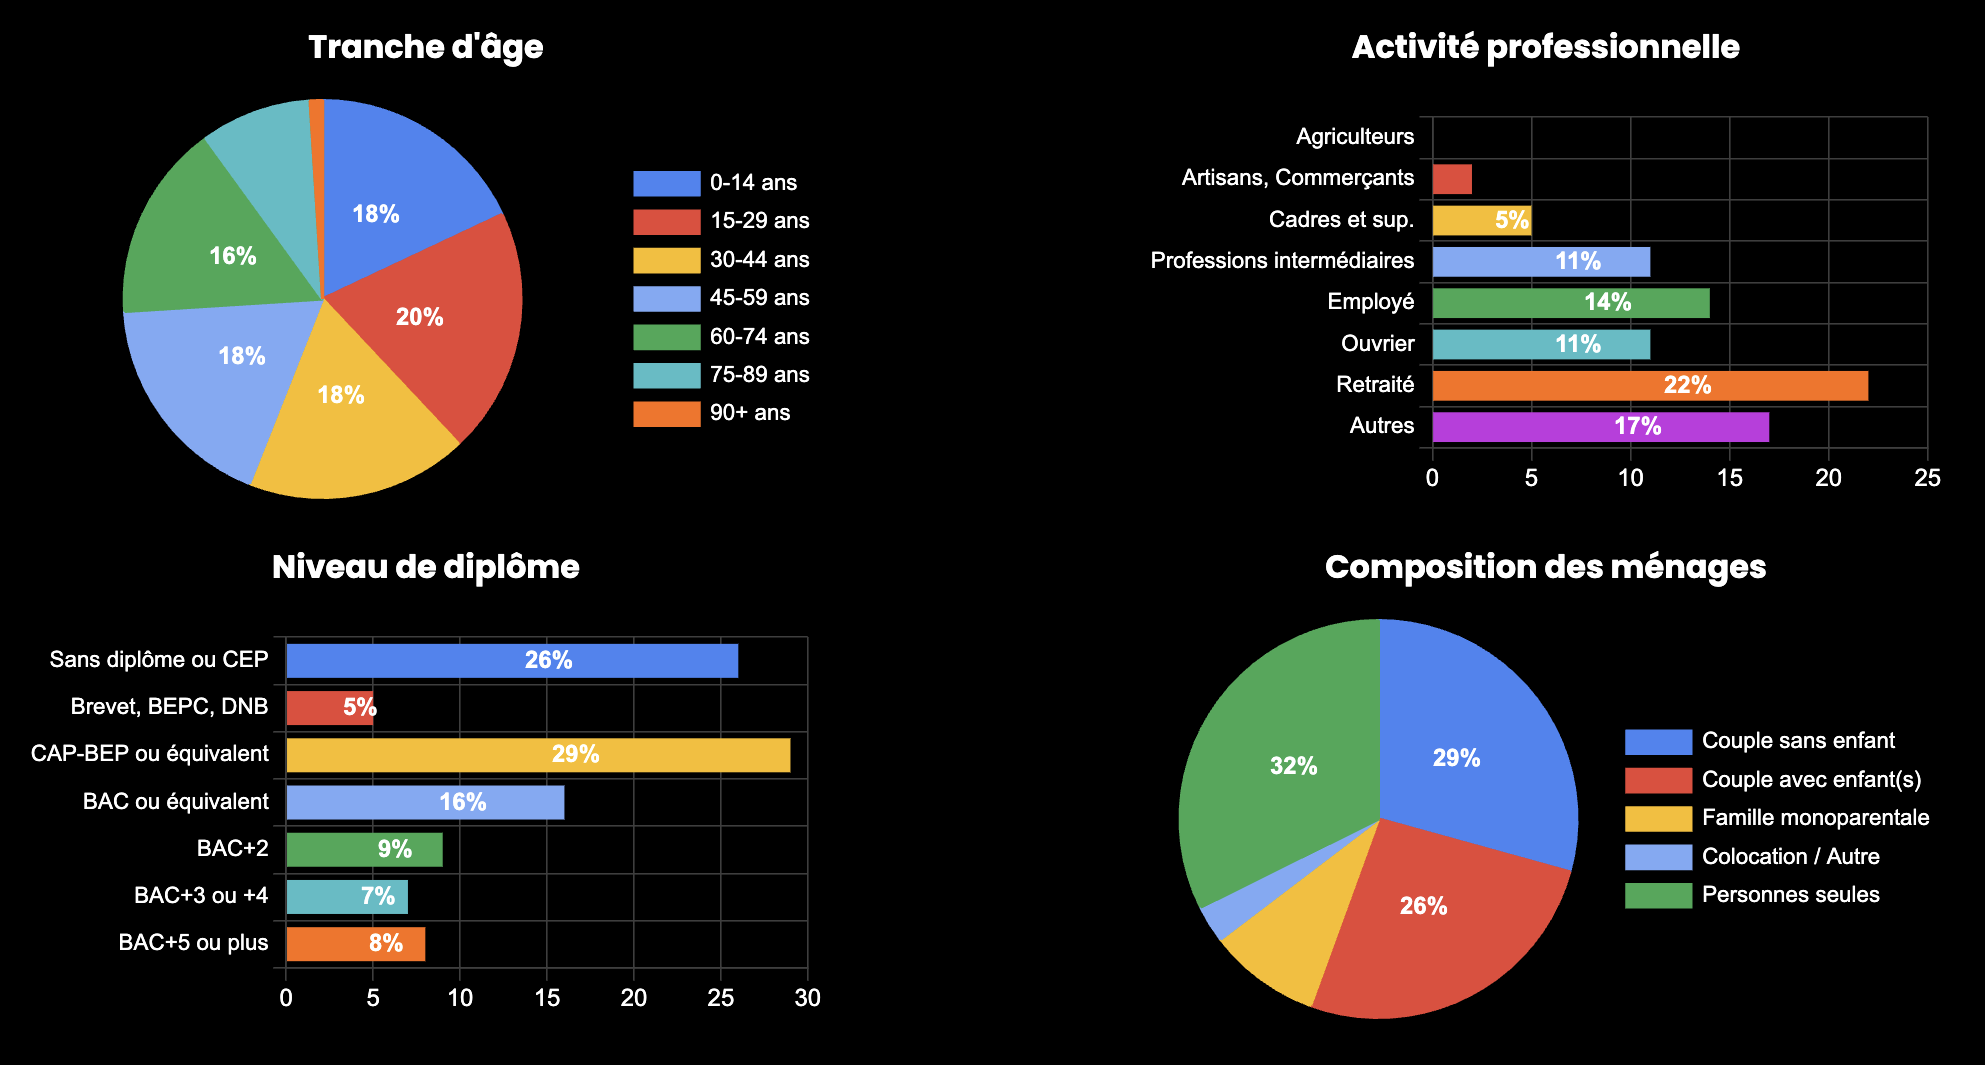 Tranche d'âge
18%
20%
18%
18%
16%
0-14 ans
15-29 ans
30-44 ans
45-59 ans
60-74 ans
75-89 ans
90+ ans
Activité professionnelle
Agriculteurs
Artisans, Commerçants
Cadres et sup.
5%
Professions intermédiaires
11%
Employé
14%
Ouvrier
11%
Retraité
22%
Autres
17%
0 5 10 15 20 25
Niveau de diplôme
Sans diplôme ou CEP
26%
Brevet, BEPC, DNB
5%
CAP-BEP ou équivalent
29%
BAC ou équivalent
16%
BAC+2
9%
BAC+3 ou +4
7%
BAC+5 ou plus
8%
0 5 10 15 20 25 30
Composition des ménages
29%
26%
32%
Couple sans enfant
Couple avec enfant(s)
Famille monoparentale
Colocation / Autre
Personnes seules